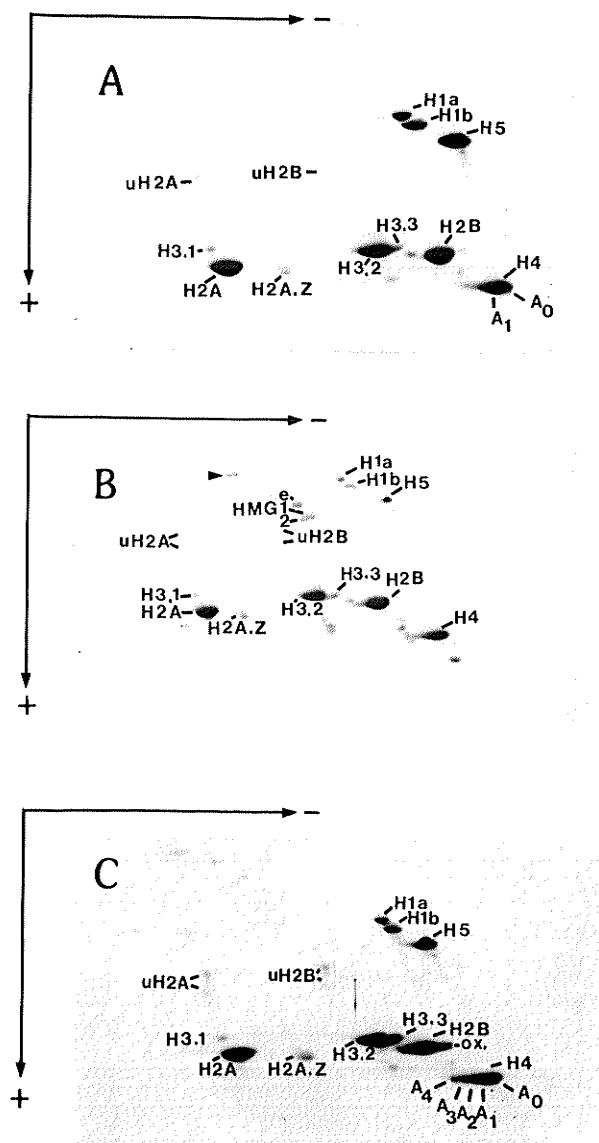 −
A
H1a
H1b
H5
uH2A
uH2B
H3.1
H3.3
H2B
H3.2
H2A
H2A.Z
H4
A1
A0
+
−
B
H1a
H1b
H5
e
HMG1
2
uH2A
uH2B
H3.1
H3.3
H2B
H2A
H3.2
H2A.Z
H4
+
−
C
H1a
H1b
H5
uH2A
uH2B
H3.1
H3.3
H2B
H3.2
ox.
H2A
H2A.Z
H4
A4
A3
A2
A1
A0
+